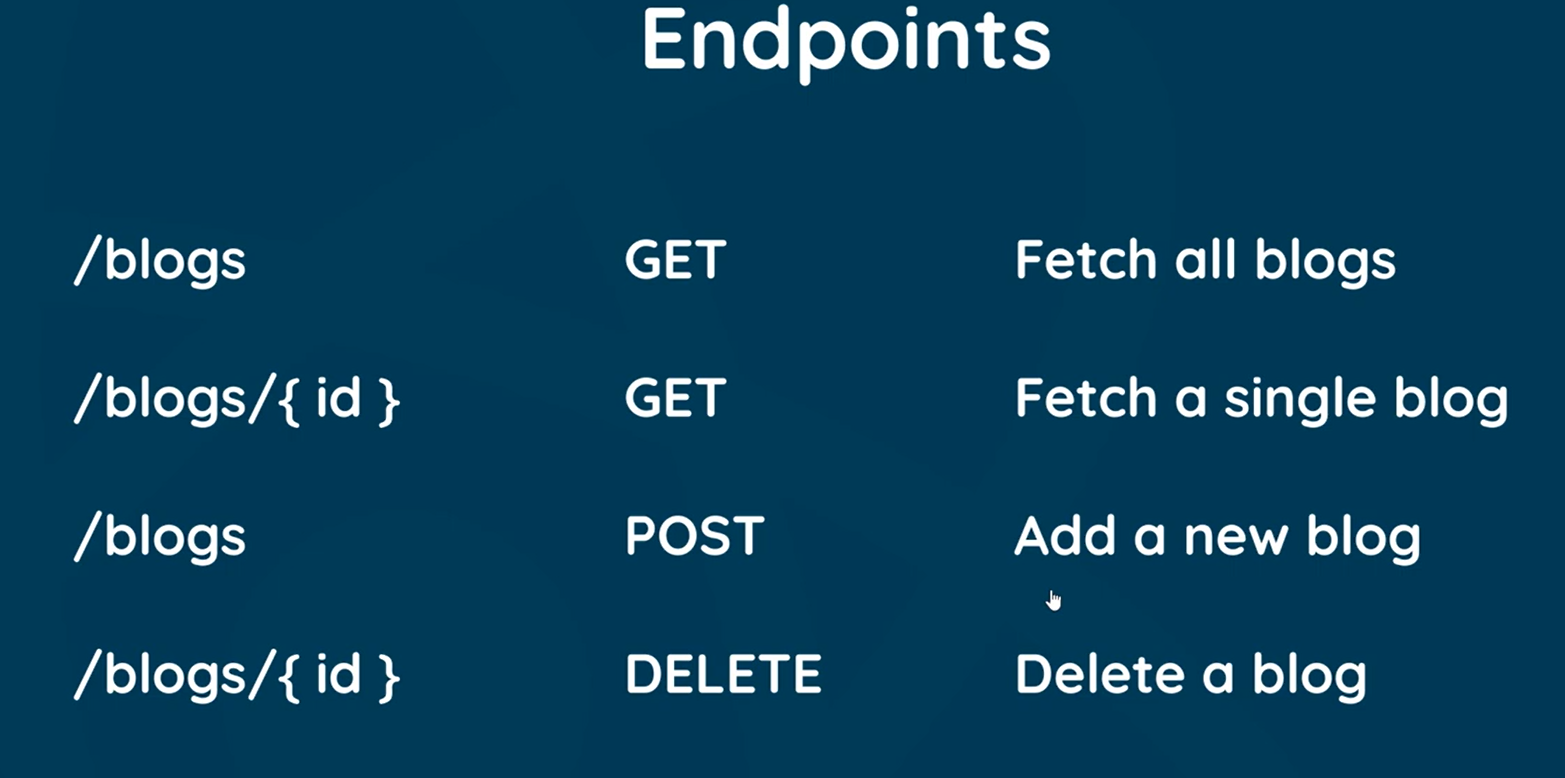 Endpoints
/blogs GET Fetch all blogs
/blogs/{ id } GET Fetch a single blog
/blogs POST Add a new blog
/blogs/{ id } DELETE Delete a blog